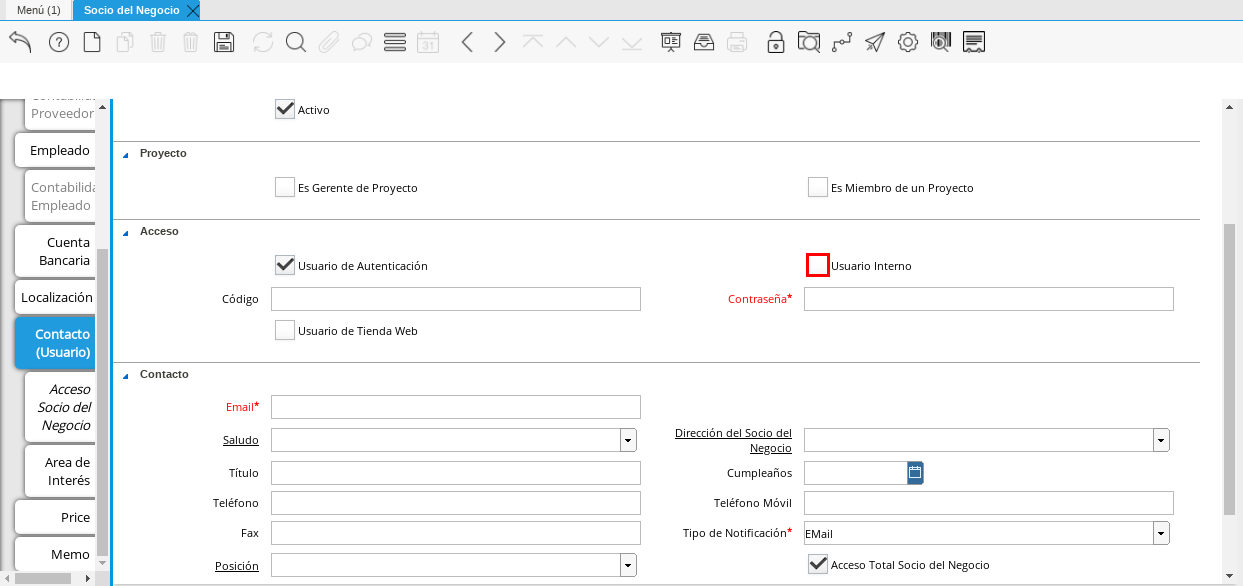 Menú (1)
Socio del Negocio
31
Proveedor
Empleado
Contabilida
Empleado
Cuenta
Bancaria
Localización
Contacto
(Usuario)
Acceso
Socio del
Negocio
Area de
Interés
Price
Memo
Activo
Proyecto
Es Gerente de Proyecto
Es Miembro de un Proyecto
Acceso
Usuario de Autenticación
Usuario Interno
Código
Contraseña*
Usuario de Tienda Web
Contacto
Email*
Saludo
Dirección del Socio del
Negocio
Título
Cumpleaños
Teléfono
Teléfono Móvil
Fax
Tipo de Notificación*
EMail
Posición
Acceso Total Socio del Negocio